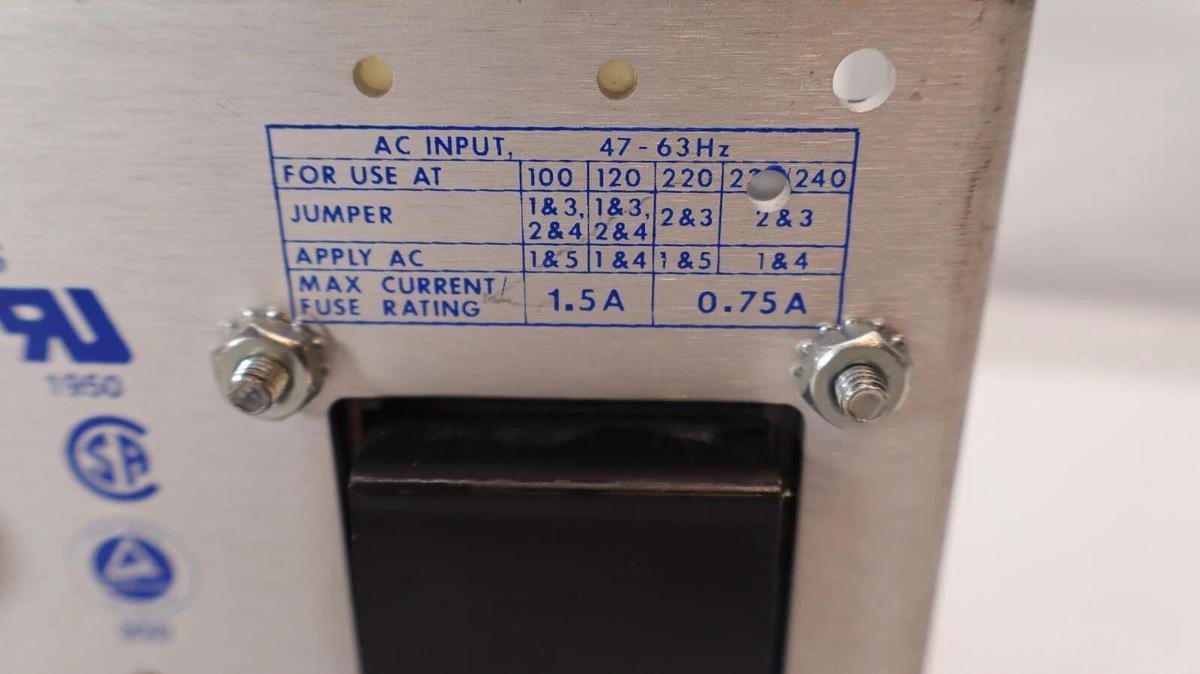 AC INPUT, 47-63Hz
FOR USE AT 100 120 220 240
JUMPER 1&3, 2&4 1&3, 2&4 2&3 2&3
APPLY AC 1&5 1&4 1&5 1&4
MAX CURRENT/ 1.5A 0.75A
FUSE RATING
RU
1950
SA